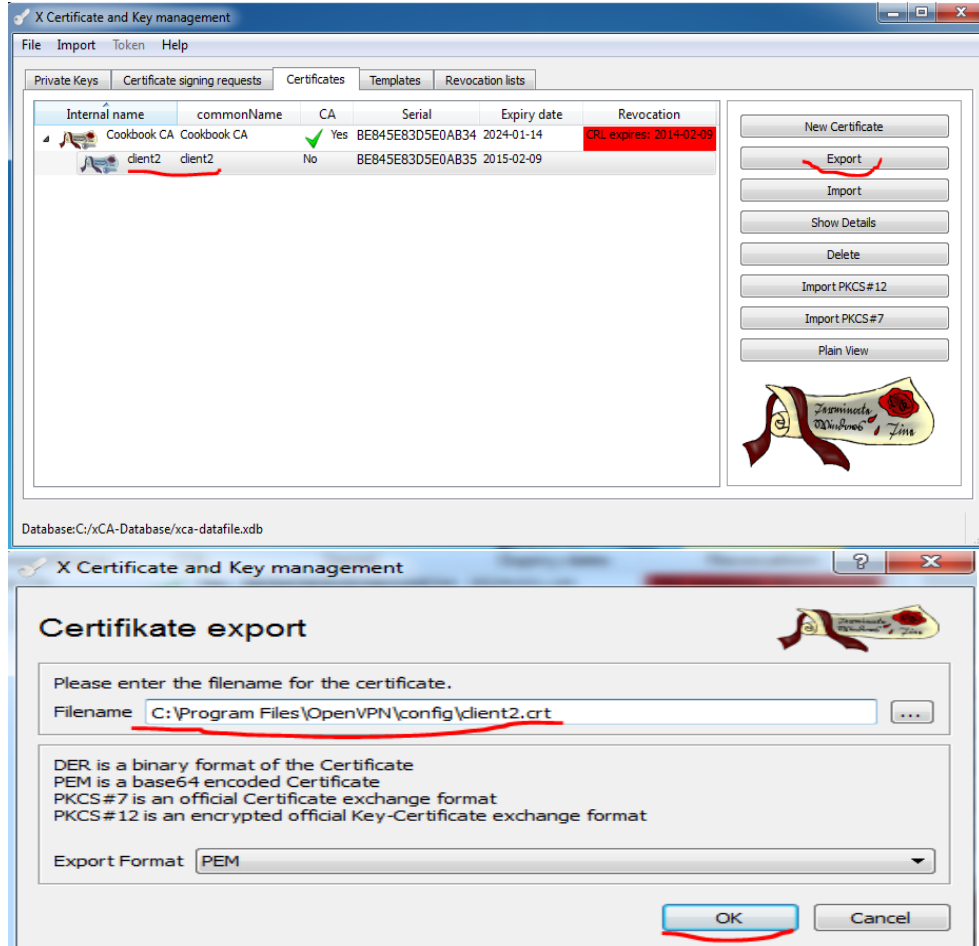 X Certificate and Key management
File Import Token Help
Private Keys Certificate signing requests Certificates Templates Revocation lists
Internal name commonName CA Serial Expiry date Revocation
Cookbook CA Cookbook CA Yes BE845E83D5E0AB34 2024-01-14 CRL expires: 2014-02-09
client2 client2 No BE845E83D5E0AB35 2015-02-09
New Certificate
Export
Import
Show Details
Delete
Import PKCS#12
Import PKCS#7
Plain View
Database:C:/xCA-Database/xca-datafile.xdb
X Certificate and Key management
Certifikate export
Please enter the filename for the certificate.
Filename C:\Program Files\OpenVPN\config\client2.crt ...
DER is a binary format of the Certificate
PEM is a base64 encoded Certificate
PKCS#7 is an official Certificate exchange format
PKCS#12 is an encrypted official Key-Certificate exchange format
Export Format PEM
OK Cancel